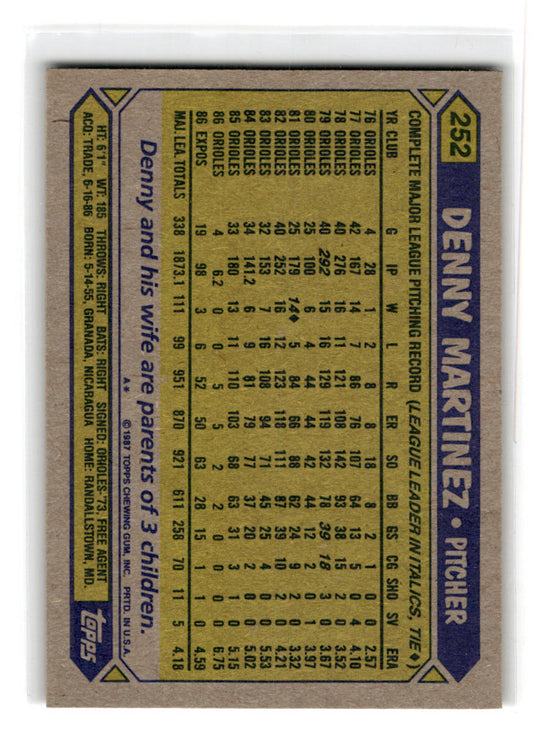 252 DENNY MARTINEZ • PITCHER
COMPLETE MAJOR LEAGUE PITCHING RECORD (LEAGUE LEADER IN ITALICS, TIE♦)
YR CLUB G IP W L R ER SO BB GS CG SHO SV ERA
76 ORIOLES 4 28 1 2 8 8 18 8 2 1 0 0 2.57
77 ORIOLES 42 167 14 7 86 76 107 64 13 5 0 4 4.10
78 ORIOLES 40 276 16 11 121 108 142 93 38 15 2 0 3.52
79 ORIOLES 40 292 15 16 129 119 132 78 39 18 3 0 3.67
80 ORIOLES 25 100 6 4 44 44 42 44 12 2 0 1 3.97
81 ORIOLES 25 179 14♦ 5 84 66 88 62 24 9 2 0 3.32
82 ORIOLES 40 252 16 12 123 118 111 87 39 10 2 0 4.21
83 ORIOLES 32 153 7 16 108 94 71 45 25 4 0 0 5.53
84 ORIOLES 34 141.2 6 9 81 79 77 37 20 2 0 0 5.02
85 ORIOLES 33 180 13 11 110 103 68 63 31 3 1 0 5.15
86 ORIOLES 4 6.2 0 0 5 5 2 2 0 0 0 0 6.75
86 EXPOS 19 98 3 6 52 50 63 28 15 1 1 0 4.59
MAJ. LEA. TOTALS 338 1873.1 111 99 951 870 921 611 258 70 11 5 4.18
A* ©1987 TOPPS CHEWING GUM, INC. PRTD. IN U.S.A.
Denny and his wife are parents of 3 children.
HT: 6'1" WT: 185 THROWS: RIGHT BATS: RIGHT SIGNED: ORIOLES-'73, FREE AGENT
ACQ: TRADE, 6-16-86 BORN: 5-14-55, GRANADA, NICARAGUA HOME: RANDALLSTOWN, MD.
TOPPS